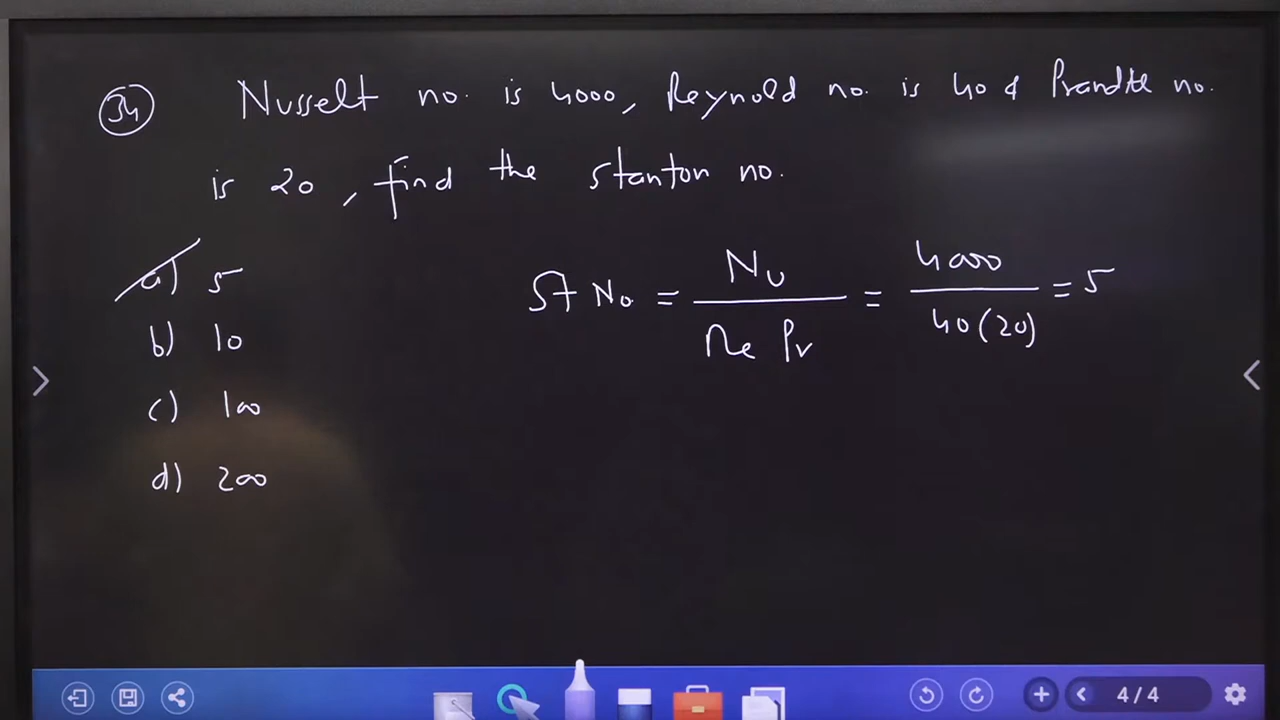 34 Nusselt no. is 4000, Reynold no. is 40 & Prandtle no.
is 20, find the stanton no.
a) 5
b) 10
c) 100
d) 200
St No = Nu / Re Pr = 4000 / 40(20) = 5
4/4